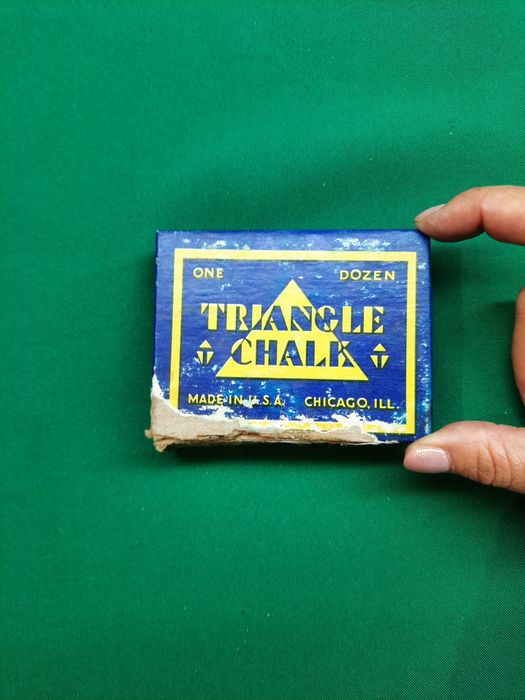 ONE DOZEN
TRIANGLE
CHALK
MADE IN U.S.A. CHICAGO, ILL.